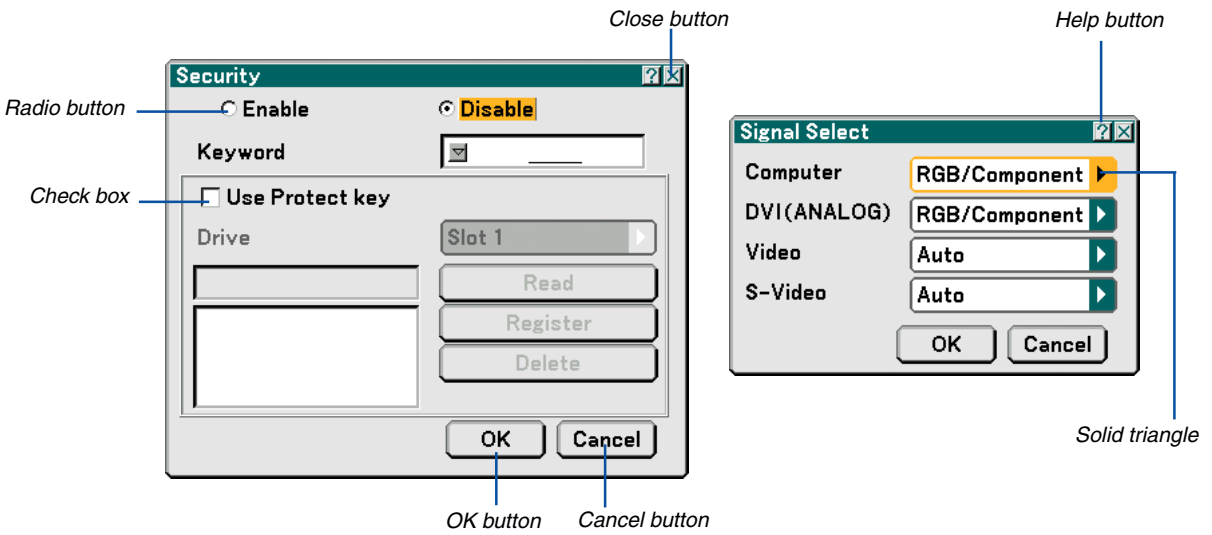 Close button
Help button
Security ? X
Radio button
Enable Disable
Keyword
Check box
Use Protect key
Drive Slot 1
Read
Register
Delete
OK Cancel
OK button Cancel button
Signal Select ? X
Computer RGB/Component
DVI(ANALOG) RGB/Component
Video Auto
S-Video Auto
OK Cancel
Solid triangle